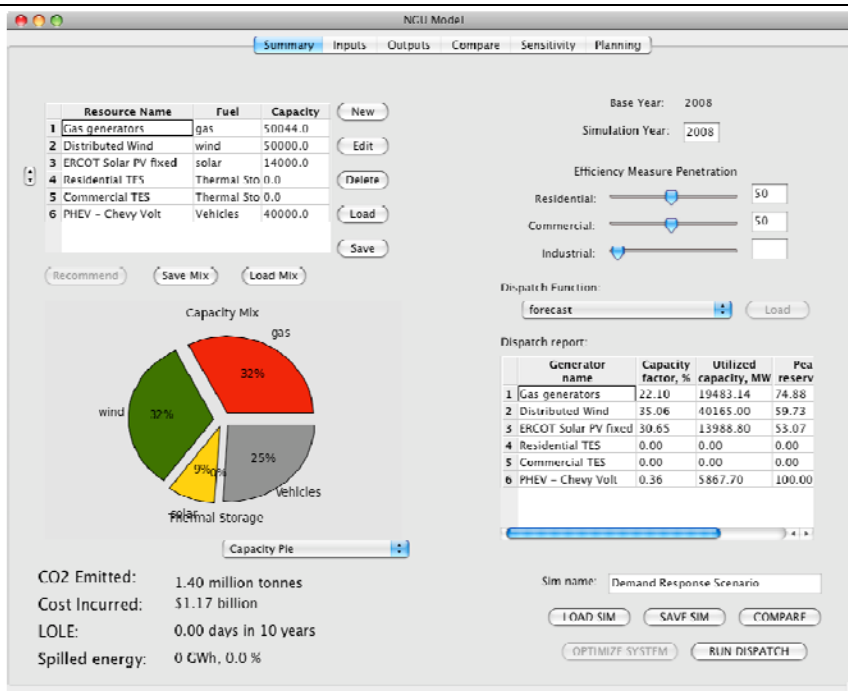 NGU Model
Summary Inputs Outputs Compare Sensitivity Planning
Resource Name Fuel Capacity
1 Gas generators gas 50044.0
2 Distributed Wind wind 50000.0
3 ERCOT Solar PV fixed solar 14000.0
4 Residential TES Thermal Sto 0.0
5 Commercial TES Thermal Sto 0.0
6 PHEV – Chevy Volt Vehicles 40000.0
New
Edit
Delete
Load
Save
Recommend Save Mix Load Mix
Base Year: 2008
Simulation Year: 2008
Efficiency Measure Penetration
Residential: 50
Commercial: 50
Industrial:
Dispatch Function:
forecast Load
Capacity Mix
gas
32%
wind
32%
9% 0%
25%
Vehicles
solar
Thermal Storage
Capacity Pie
Dispatch report:
Generator name Capacity factor, % Utilized capacity, MW Pea reserv
1 Gas generators 22.10 19483.14 74.88
2 Distributed Wind 35.06 40165.00 59.73
3 ERCOT Solar PV fixed 30.65 13988.80 53.07
4 Residential TES 0.00 0.00 0.00
5 Commercial TES 0.00 0.00 0.00
6 PHEV – Chevy Volt 0.36 5867.70 100.00
CO2 Emitted: 1.40 million tonnes
Cost Incurred: $1.17 billion
LOLE: 0.00 days in 10 years
Spilled energy: 0 GWh, 0.0 %
Sim name: Demand Response Scenario
LOAD SIM SAVE SIM COMPARE
OPTIMIZE SYSTEM RUN DISPATCH